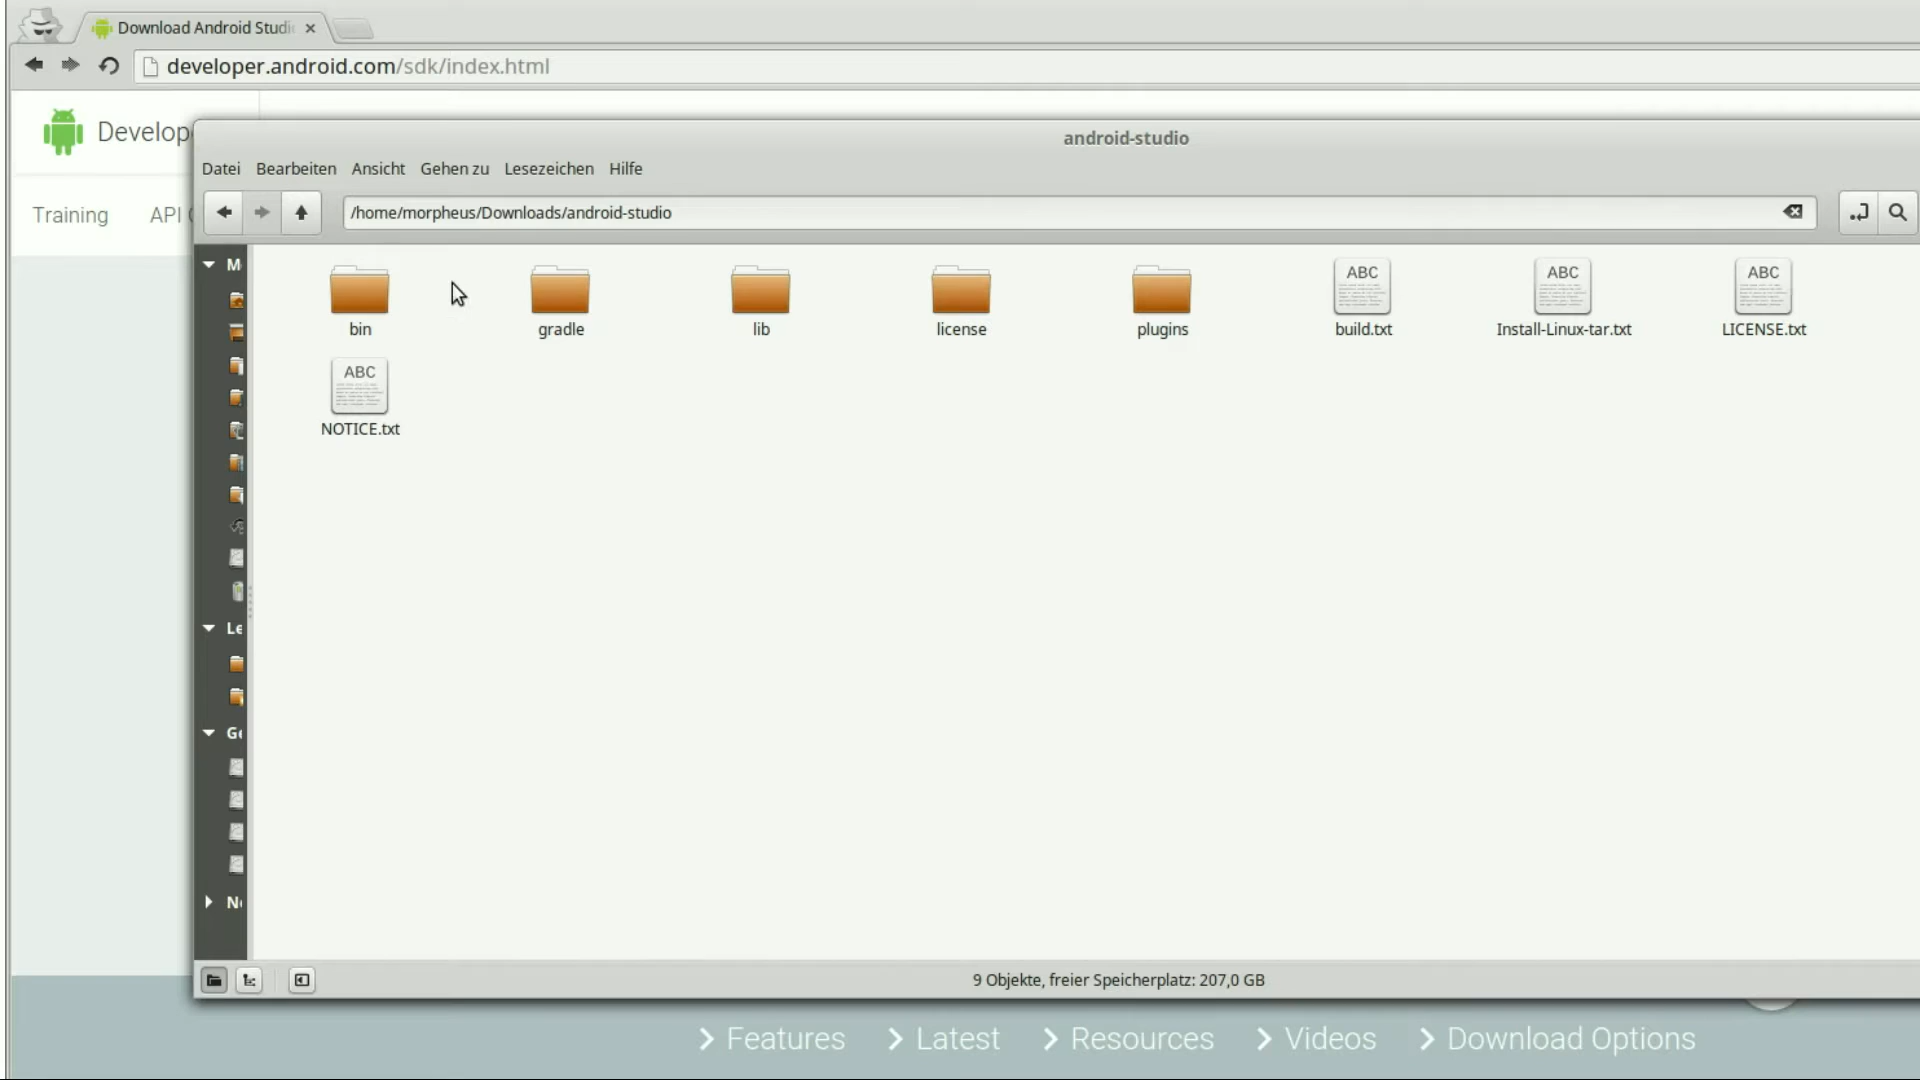 Download Android Studi
developer.android.com/sdk/index.html
Develop
android-studio
Datei Bearbeiten Ansicht Gehen zu Lesezeichen Hilfe
Training API
/home/morpheus/Downloads/android-studio
M
ABC ABC ABC
bin gradle lib license plugins build.txt Install-Linux-tar.txt LICENSE.txt
ABC
NOTICE.txt
Le
Ge
Ne
9 Objekte, freier Speicherplatz: 207,0 GB
Features Latest Resources Videos Download Options